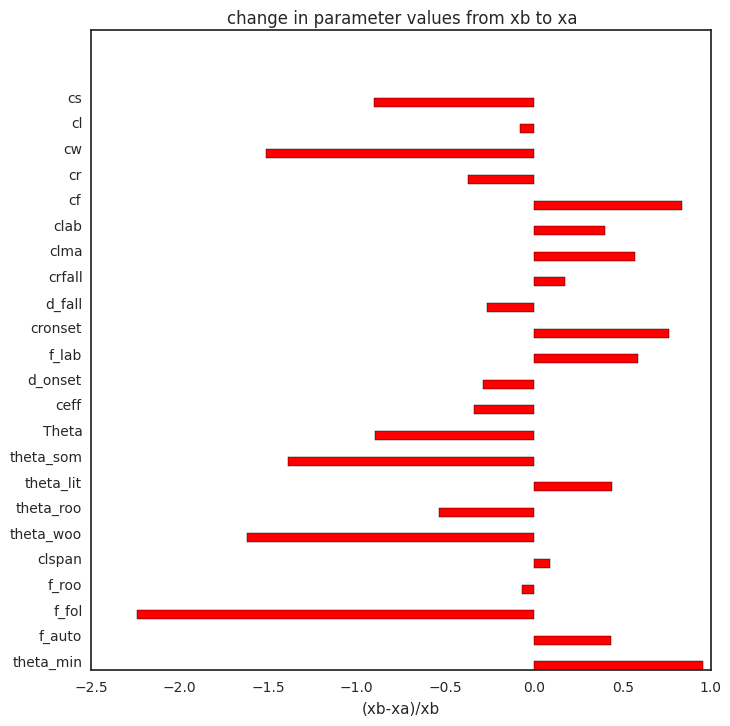 change in parameter values from xb to xa
cs
cl
cw
cr
cf
clab
clma
crfall
d_fall
cronset
f_lab
d_onset
ceff
Theta
theta_som
theta_lit
theta_roo
theta_woo
clspan
f_roo
f_fol
f_auto
theta_min
−2.5 −2.0 −1.5 −1.0 −0.5 0.0 0.5 1.0
(xb-xa)/xb